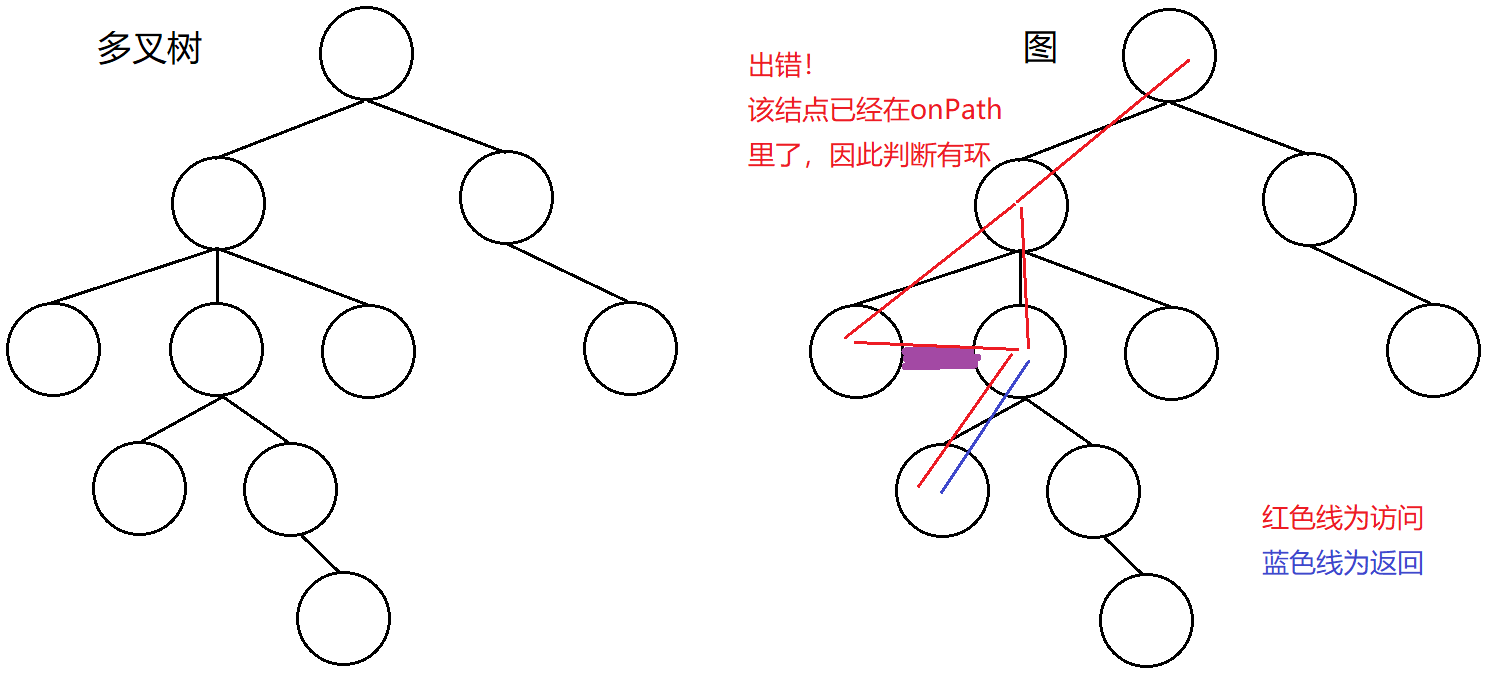 多叉树
图
出错！
该结点已经在onPath
里了，因此判断有环
红色线为访问
蓝色线为返回